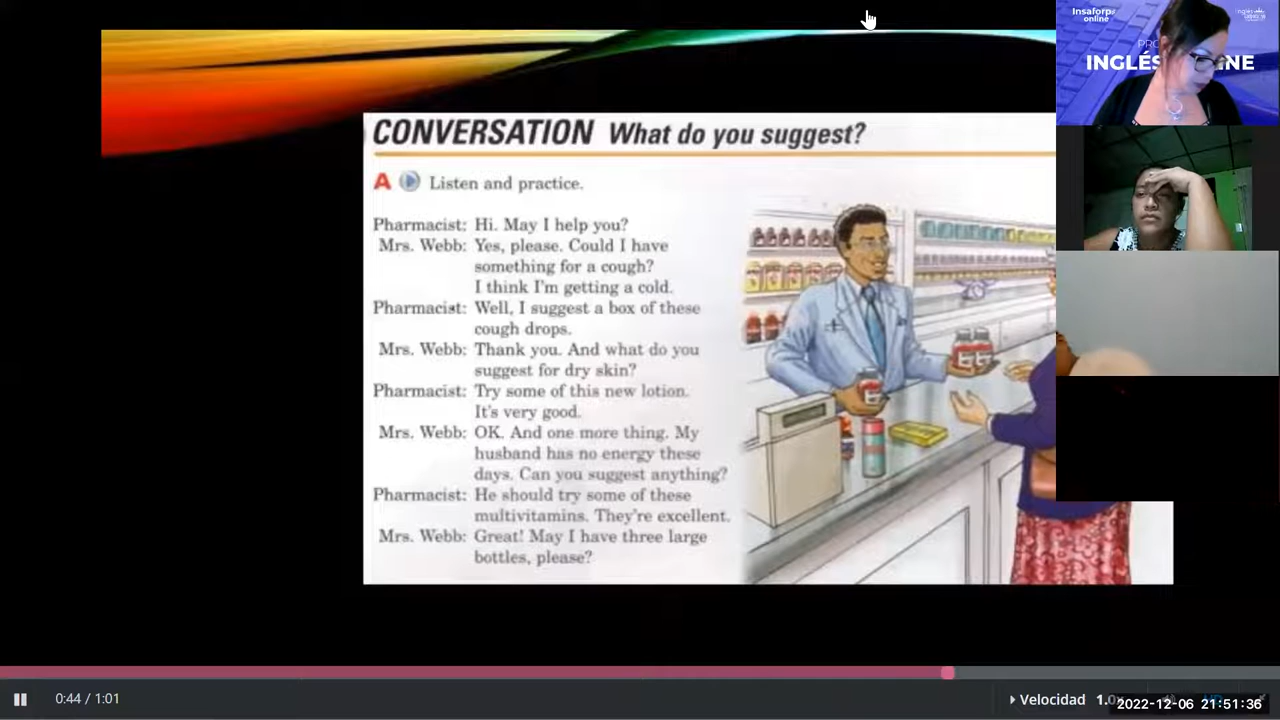 CONVERSATION What do you suggest?
A Listen and practice.
Pharmacist: Hi. May I help you?
Mrs. Webb: Yes, please. Could I have
something for a cough?
I think I'm getting a cold.
Pharmacist: Well, I suggest a box of these
cough drops.
Mrs. Webb: Thank you. And what do you
suggest for dry skin?
Pharmacist: Try some of this new lotion.
It's very good.
Mrs. Webb: OK. And one more thing. My
husband has no energy these
days. Can you suggest anything?
Pharmacist: He should try some of these
multivitamins. They're excellent.
Mrs. Webb: Great! May I have three large
bottles, please?
Insaforp
online
INGLÉS
NE
0:44 / 1:01
Velocidad 1.0x
2022-12-06 21:51:36